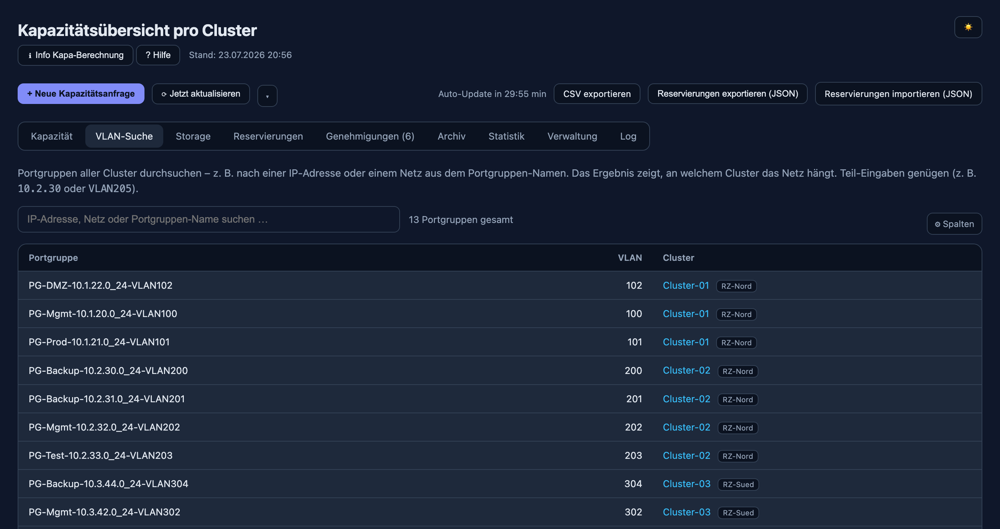 Kapazitätsübersicht pro Cluster
i Info Kapa-Berechnung ? Hilfe Stand: 23.07.2026 20:56
+ Neue Kapazitätsanfrage ⟳ Jetzt aktualisieren ▾ Auto-Update in 29:55 min CSV exportieren Reservierungen exportieren (JSON) Reservierungen importieren (JSON)
Kapazität VLAN-Suche Storage Reservierungen Genehmigungen (6) Archiv Statistik Verwaltung Log
Portgruppen aller Cluster durchsuchen – z. B. nach einer IP-Adresse oder einem Netz aus dem Portgruppen-Namen. Das Ergebnis zeigt, an welchem Cluster das Netz hängt. Teil-Eingaben genügen (z. B.
10.2.30 oder VLAN205).
IP-Adresse, Netz oder Portgruppen-Name suchen … 13 Portgruppen gesamt
⚙ Spalten
Portgruppe VLAN Cluster
PG-DMZ-10.1.22.0_24-VLAN102 102 Cluster-01 RZ-Nord
PG-Mgmt-10.1.20.0_24-VLAN100 100 Cluster-01 RZ-Nord
PG-Prod-10.1.21.0_24-VLAN101 101 Cluster-01 RZ-Nord
PG-Backup-10.2.30.0_24-VLAN200 200 Cluster-02 RZ-Nord
PG-Backup-10.2.31.0_24-VLAN201 201 Cluster-02 RZ-Nord
PG-Mgmt-10.2.32.0_24-VLAN202 202 Cluster-02 RZ-Nord
PG-Test-10.2.33.0_24-VLAN203 203 Cluster-02 RZ-Nord
PG-Backup-10.3.44.0_24-VLAN304 304 Cluster-03 RZ-Sued
PG-Mgmt-10.3.42.0_24-VLAN302 302 Cluster-03 RZ-Sued